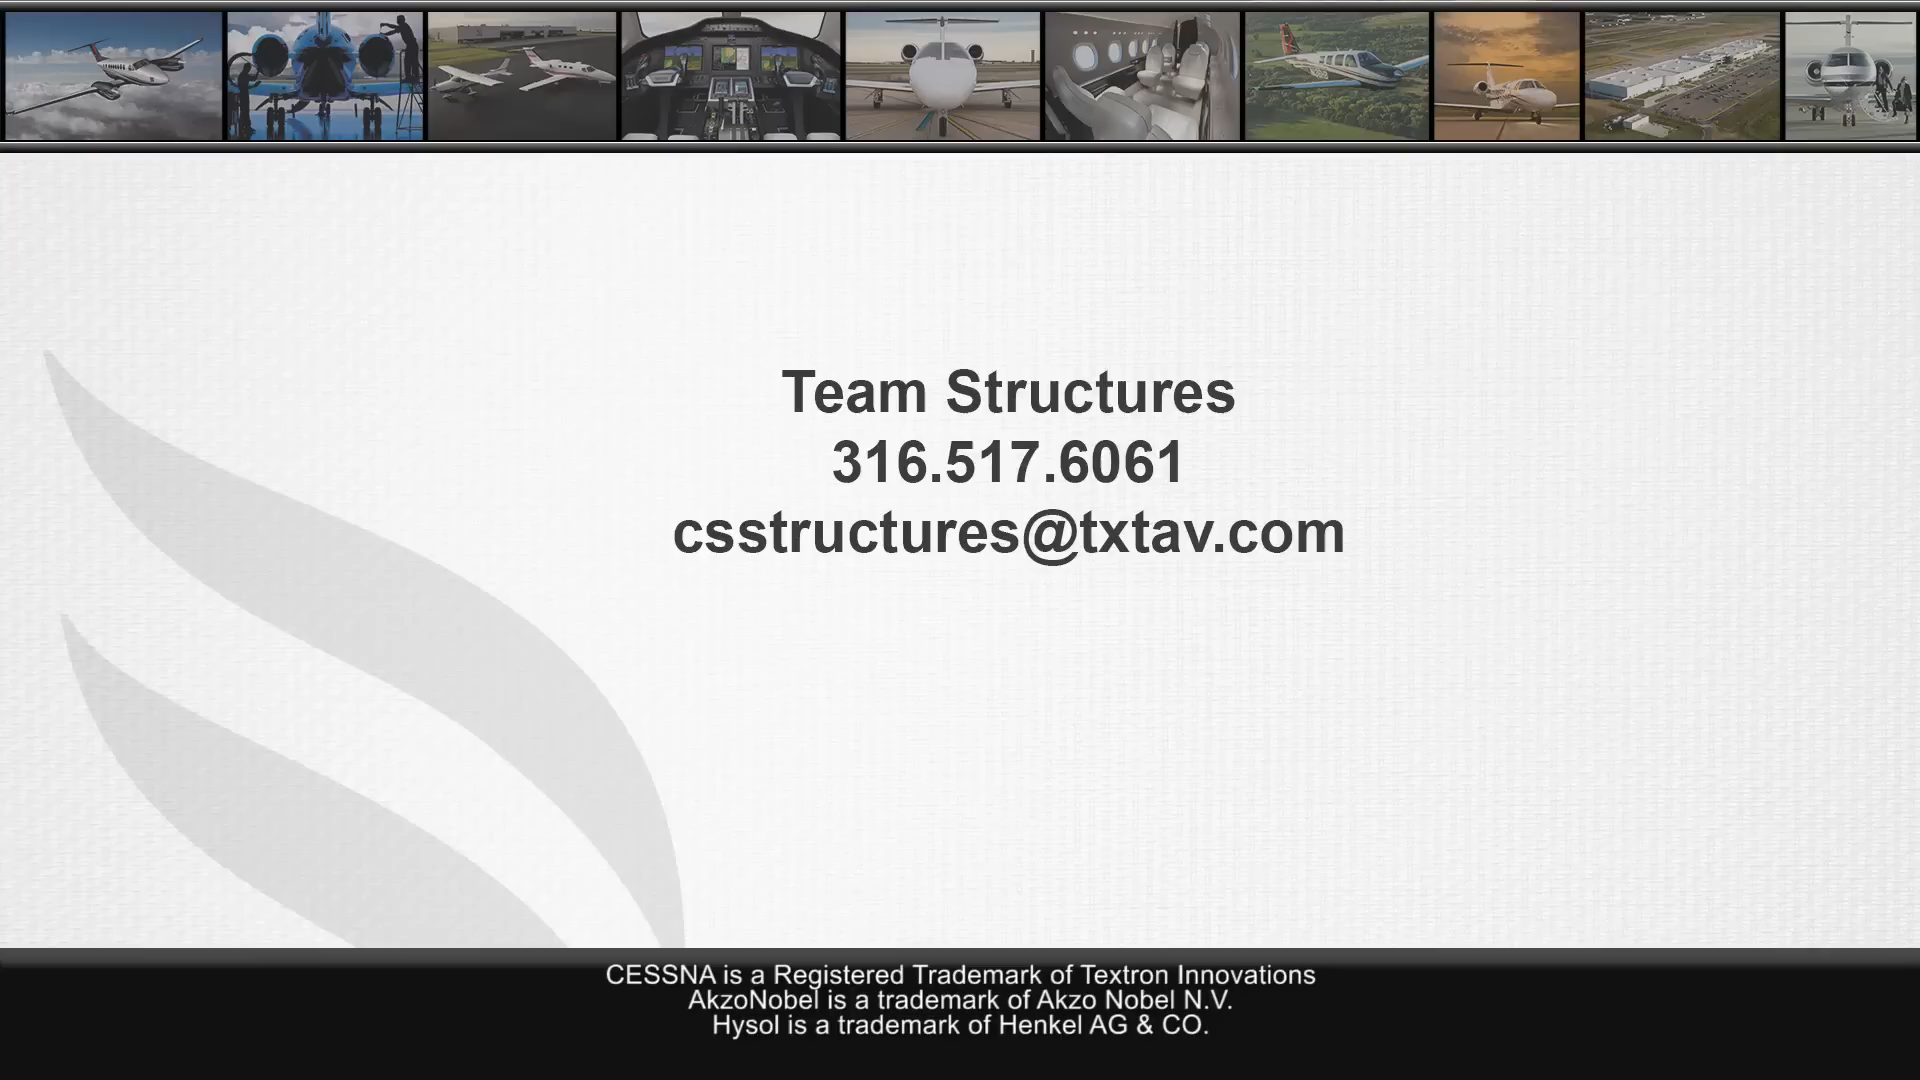 Team Structures
316.517.6061
csstructures@txtav.com
CESSNA is a Registered Trademark of Textron Innovations
AkzoNobel is a trademark of Akzo Nobel N.V.
Hysol is a trademark of Henkel AG & CO.